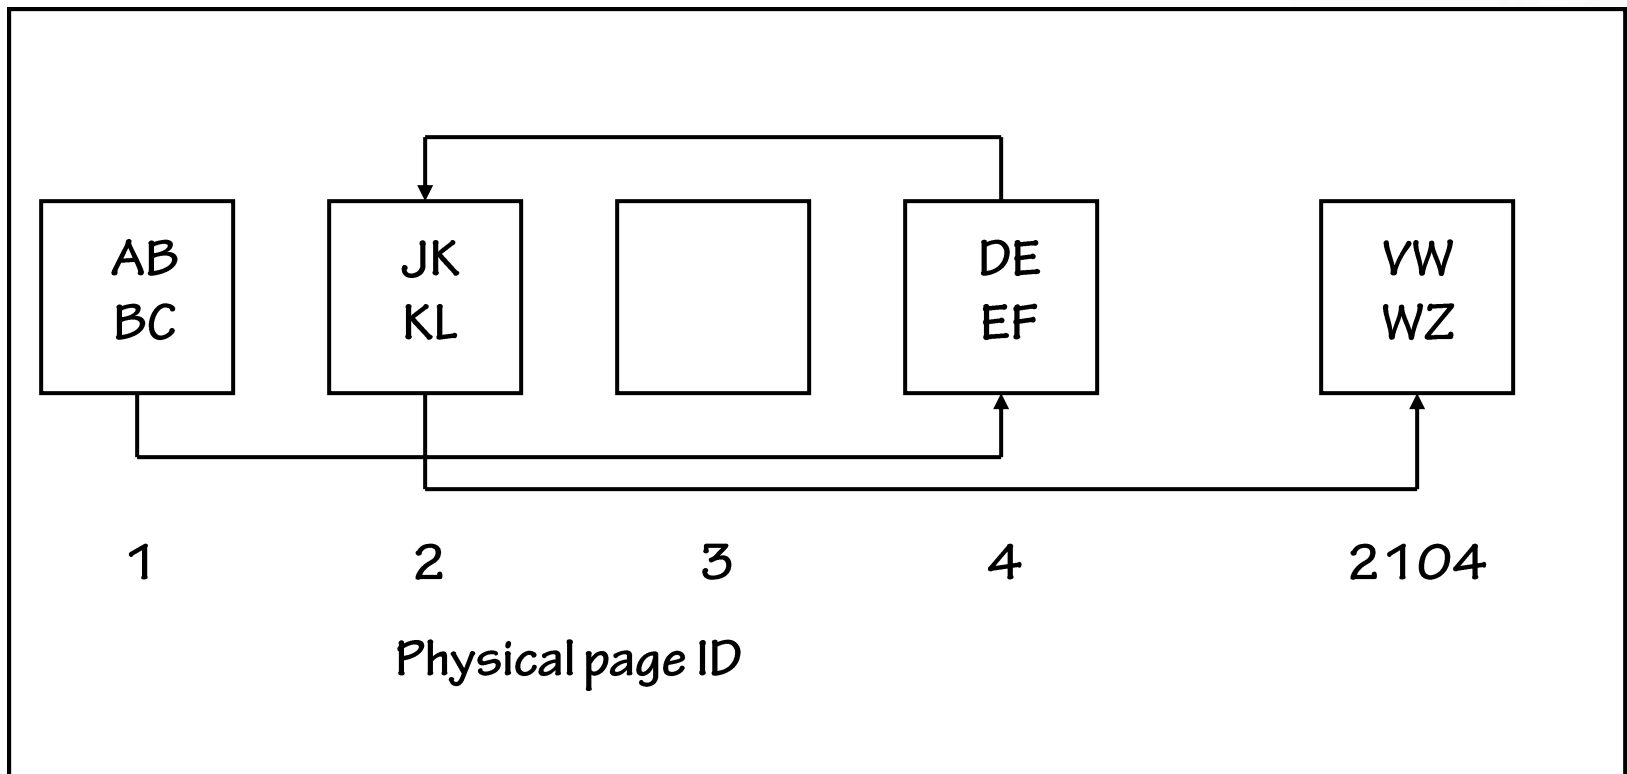 AB JK DE VW
BC KL EF WZ
1 2 3 4 2104
Physical page ID